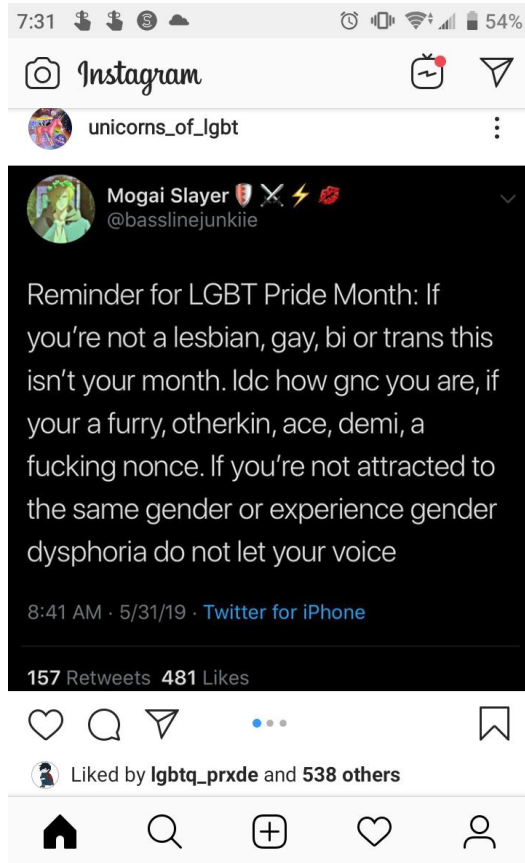 7:31
54%
Instagram
unicorns_of_lgbt
Mogai Slayer
@basslinejunkiie
Reminder for LGBT Pride Month: If
you're not a lesbian, gay, bi or trans this
isn't your month. Idc how gnc you are, if
your a furry, otherkin, ace, demi, a
fucking nonce. If you're not attracted to
the same gender or experience gender
dysphoria do not let your voice
8:41 AM · 5/31/19 · Twitter for iPhone
157 Retweets 481 Likes
Liked by lgbtq_prxde and 538 others